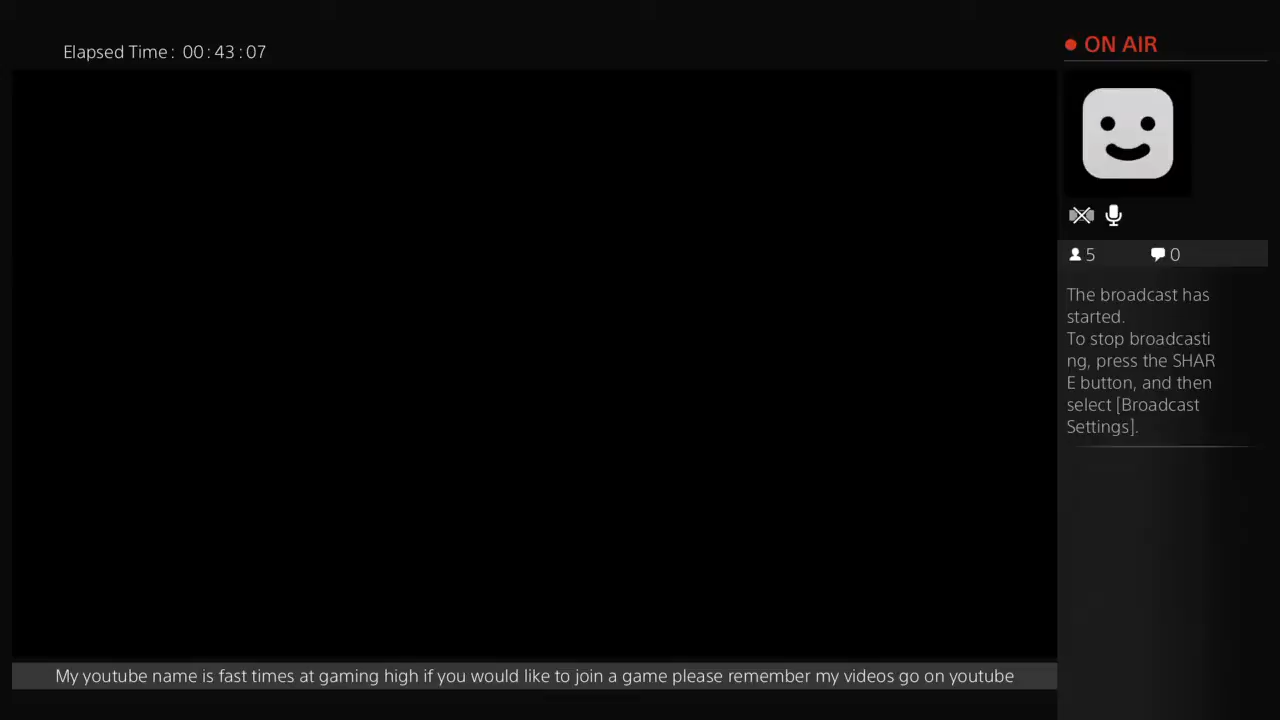 Elapsed Time: 00:43:07
ON AIR
5 0
The broadcast has
started.
To stop broadcasti
ng, press the SHAR
E button, and then
select [Broadcast
Settings].
My youtube name is fast times at gaming high if you would like to join a game please remember my videos go on youtube